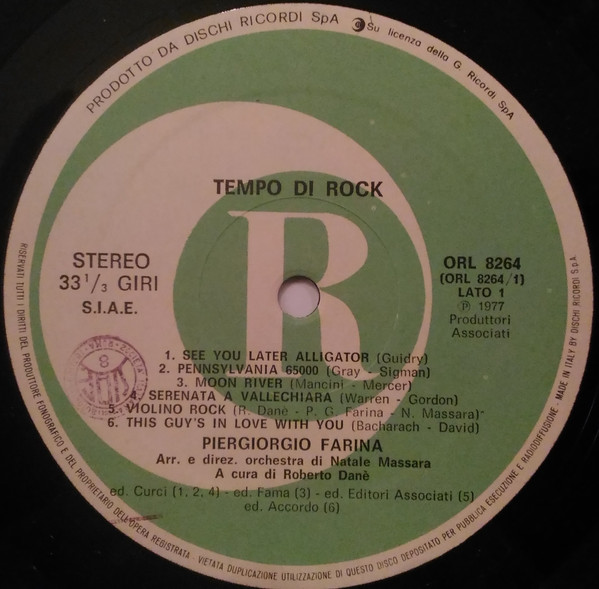 PRODOTTO DA DISCHI RICORDI SpA
Su licenza della G. Ricordi SpA
TEMPO DI ROCK
R
STEREO
33 1/3 GIRI
S.I.A.E.
ORL 8264
(ORL 8264/1)
LATO 1
℗ 1977
Produttori
Associati
1. SEE YOU LATER ALLIGATOR (Guidry)
2. PENNSYLVANIA 65000 (Gray - Sigman)
3. MOON RIVER (Mancini - Mercer)
4. SERENATA A VALLECHIARA (Warren - Gordon)
5. VIOLINO ROCK (R. Danè - P. G. Farina - N. Massara)
6. THIS GUY'S IN LOVE WITH YOU (Bacharach - David)
PIERGIORGIO FARINA
Arr. e direz. orchestra di Natale Massara
A cura di Roberto Danè
ed. Curci (1, 2, 4) - ed. Fama (3) - ed. Editori Associati (5)
ed. Accordo (6)
RISERVATI TUTTI I DIRITTI DEL PRODUTTORE FONOGRAFICO E DEL PROPRIETARIO DELL'OPERA REGISTRATA - VIETATA DUPLICAZIONE UTILIZZAZIONE DI QUESTO DISCO DEPOSITATO PER PUBBLICA ESECUZIONE E RADIODIFFUSIONE - MADE IN ITALY BY DISCHI RICORDI S.p.A.
8